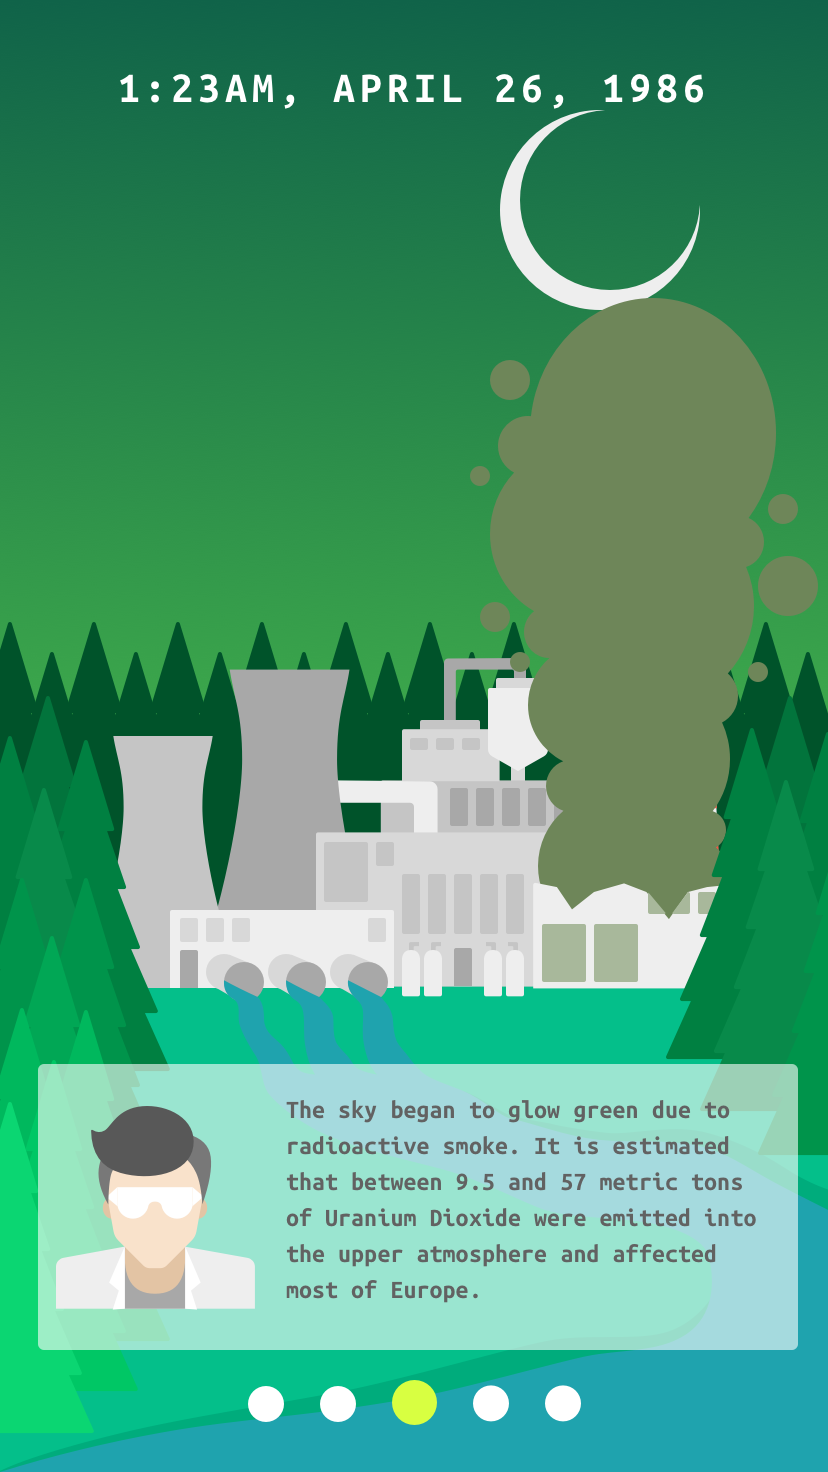 1:23AM, APRIL 26, 1986
The sky began to glow green due to
radioactive smoke. It is estimated
that between 9.5 and 57 metric tons
of Uranium Dioxide were emitted into
the upper atmosphere and affected
most of Europe.